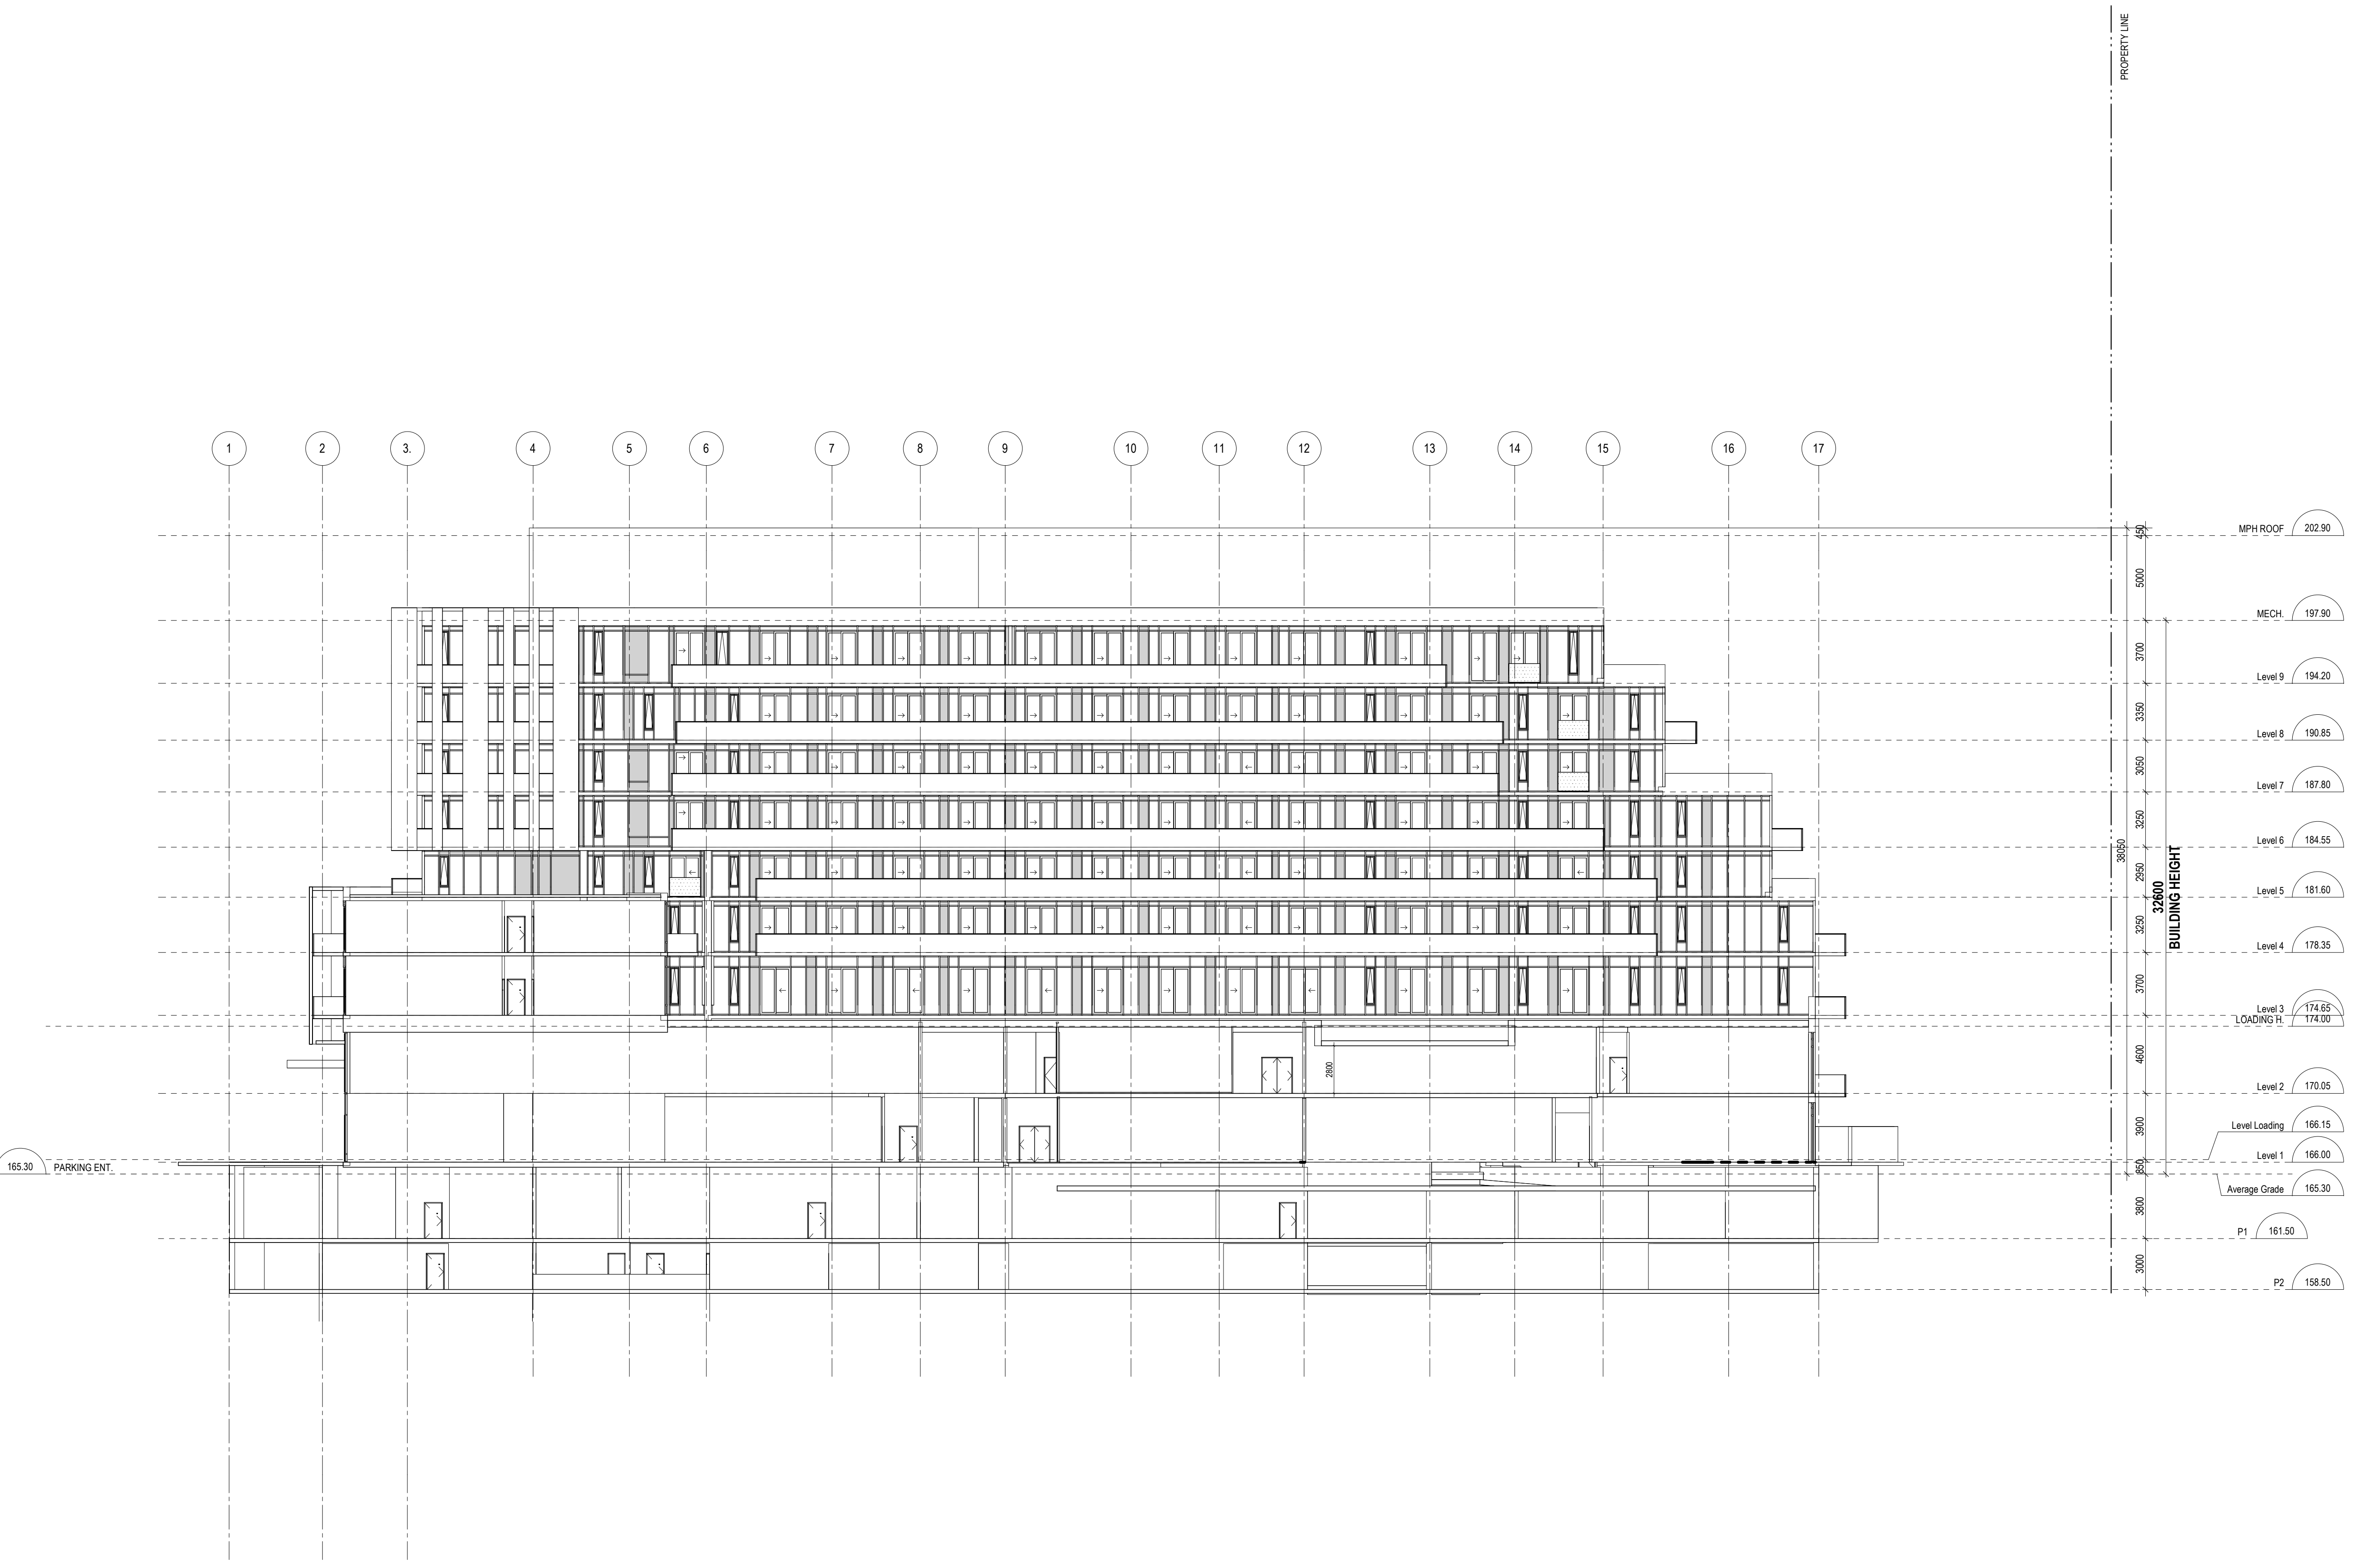 PROPERTY LINE
1
2
3.
4
5
6
7
8
9
10
11
12
13
14
15
16
17
MPH ROOF 202.90
450
5000
MECH. 197.90
3700
Level 9 194.20
3350
Level 8 190.85
3050
Level 7 187.80
3250
Level 6 184.55
38050
32600
BUILDING HEIGHT
2950
Level 5 181.60
3250
Level 4 178.35
3700
Level 3 174.65
LOADING H. 174.00
4600
2800
Level 2 170.05
3900
Level Loading 166.15
Level 1 166.00
850
165.30 PARKING ENT.
Average Grade 165.30
3800
P1 161.50
3000
P2 158.50